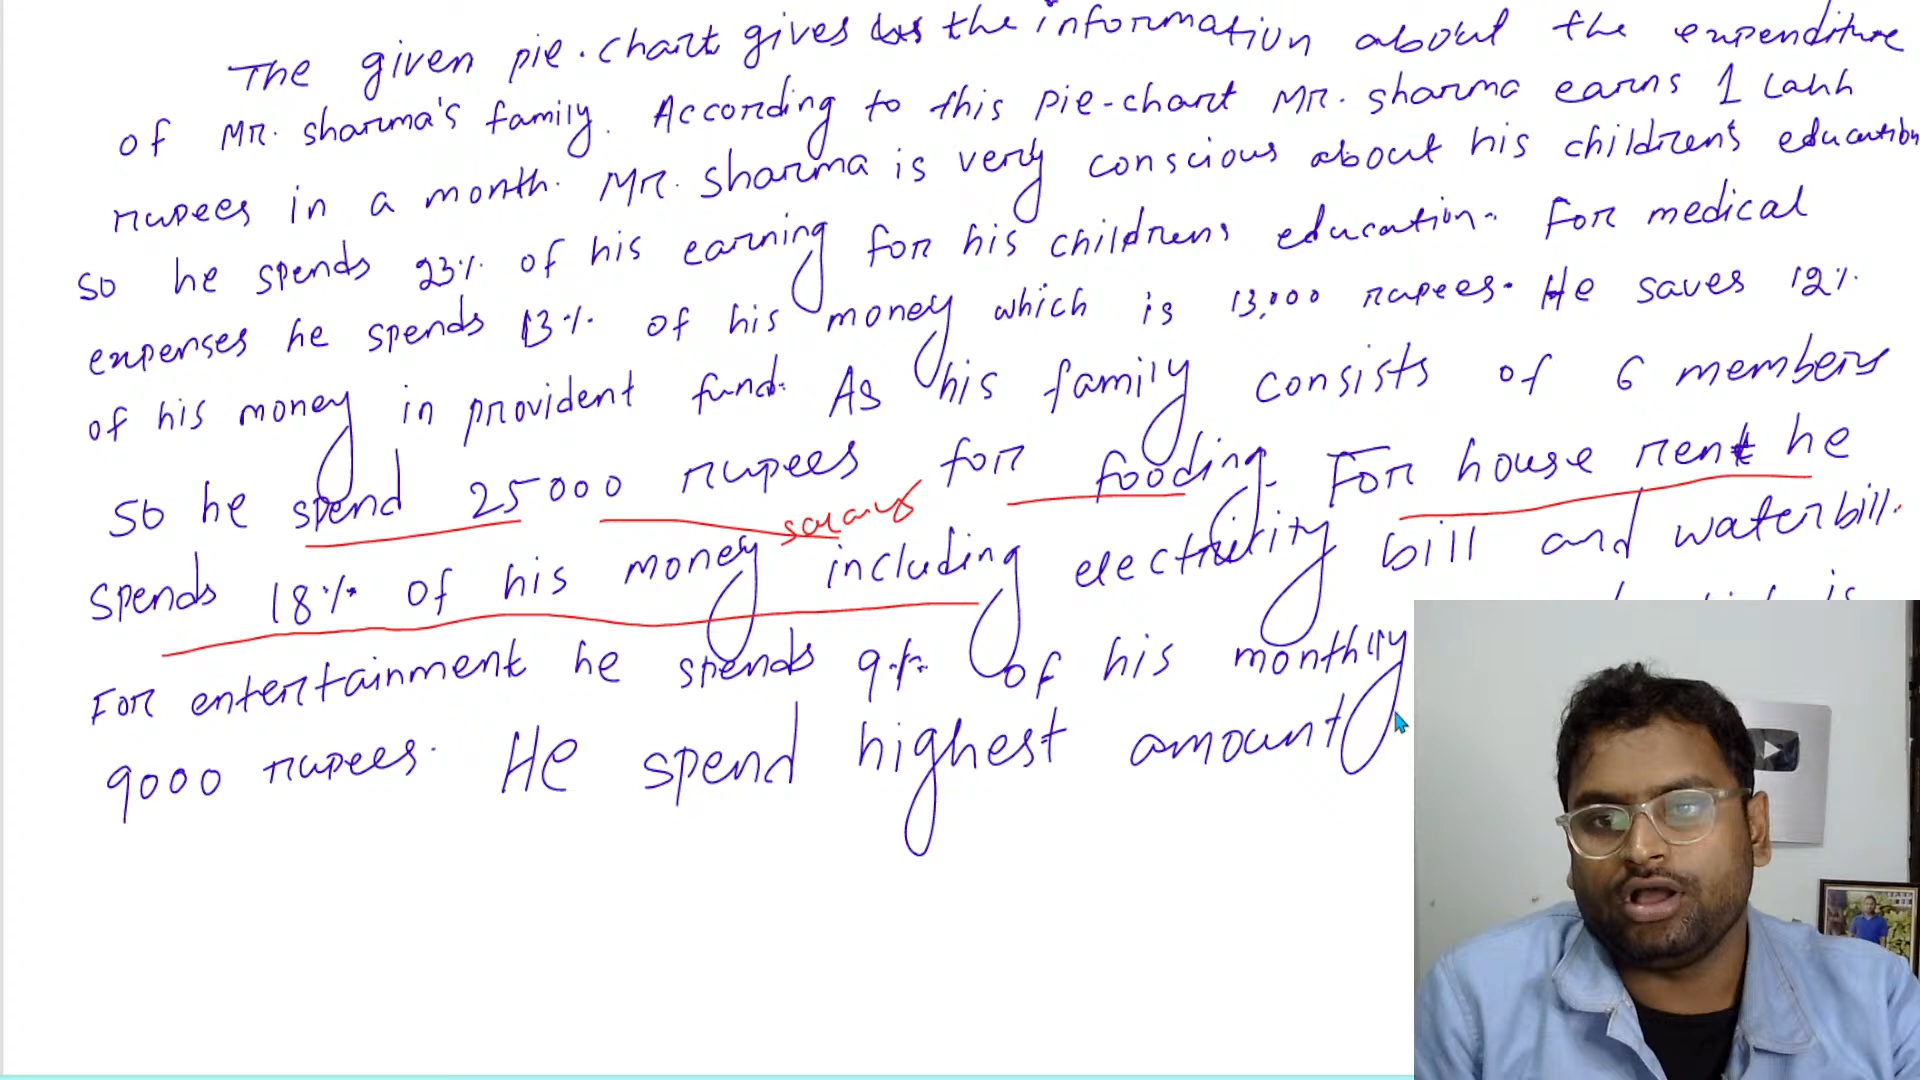 The given pie-chart gives us the information about the expenditure
of Mr. Sharma's family. According to this pie-chart Mr. Sharma earns 1 Lakh
rupees in a month. Mr. Sharma is very conscious about his children's education
so he spends 23% of his earning for his childrens education. For medical
expenses he spends 13% of his money which is 13,000 rupees. He saves 12%
of his money in provident fund. As his family consists of 6 members
so he spend 25000 rupees for fooding. For house rent he
salary
spends 18% of his money including electricity bill and waterbill.
For entertainment he spends 9% of his monthly is
9000 rupees. He spend highest amount